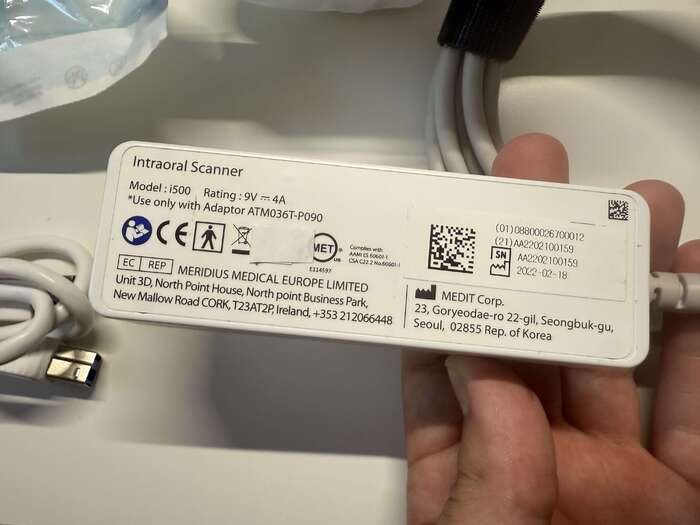 Intraoral Scanner
Model : i500 Rating : 9V ⎓ 4A
*Use only with Adaptor ATM036T-P090
CE
MET US
E114597
Complies with
AAMI ES 60601-1
CSA C22.2 No.60601-1
EC REP MERIDIUS MEDICAL EUROPE LIMITED
Unit 3D, North Point House, North point Business Park,
New Mallow Road CORK, T23AT2P, Ireland, +353 212066448
(01)08800026700012
(21)AA2202100159
SN AA2202100159
2022-02-18
MEDIT Corp.
23, Goryeodae-ro 22-gil, Seongbuk-gu,
Seoul, 02855 Rep. of Korea